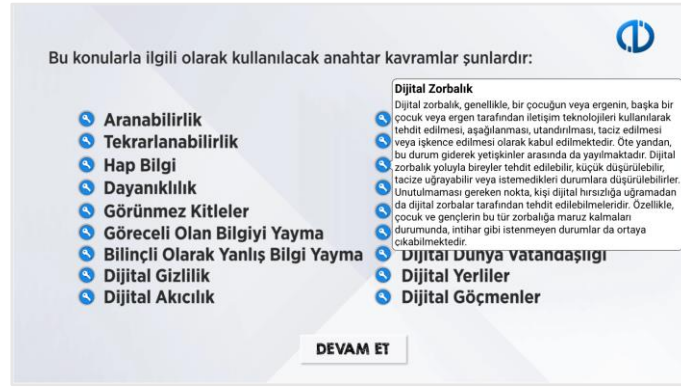 Bu konularla ilgili olarak kullanılacak anahtar kavramlar şunlardır:
Aranabilirlik
Tekrarlanabilirlik
Hap Bilgi
Dayanıklılık
Görünmez Kitleler
Göreceli Olan Bilgiyi Yayma
Bilinçli Olarak Yanlış Bilgi Yayma
Dijital Gizlilik
Dijital Akıcılık
Dijital Zorbalık
Dijital zorbalık, genellikle, bir çocuğun veya ergenin, başka bir
çocuk veya ergen tarafından iletişim teknolojileri kullanılarak
tehdit edilmesi, aşağılanması, utandırılması, taciz edilmesi
veya işkence edilmesi olarak kabul edilmektedir. Öte yandan,
bu durum giderek yetişkinler arasında da yayılmaktadır. Dijital
zorbalık yoluyla bireyler tehdit edilebilir, küçük düşürülebilir,
tacize uğrayabilir veya istemedikleri durumlara düşürülebilirler.
Unutulmaması gereken nokta, kişi dijital hırsızlığa uğramadan
da dijital zorbalar tarafından tehdit edilebilmeleridir. Özellikle,
çocuk ve gençlerin bu tür zorbalığa maruz kalmaları
durumunda, intihar gibi istenmeyen durumlar da ortaya
çıkabilmektedir.
Dijital Dünya Vatandaşlığı
Dijital Yerliler
Dijital Göçmenler
DEVAM ET